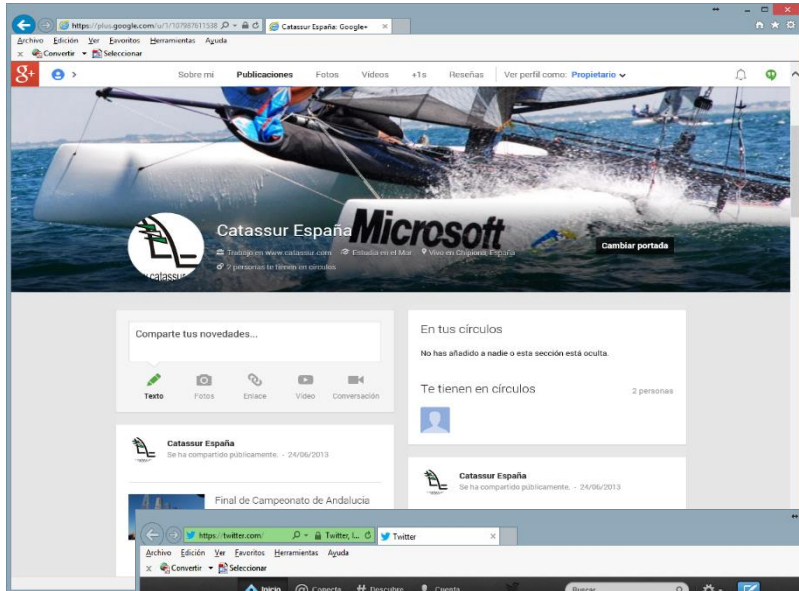 https://plus.google.com/u/1/107987611538
Catassur España: Google+
Archivo Edición Ver Favoritos Herramientas Ayuda
x Convertir Seleccionar
g+ Sobre mí Publicaciones Fotos Vídeos +1s Reseñas Ver perfil como: Propietario
Microsoft
Catassur España
Trabajo en www.catassur.com Estudia en el Mar Vive en Chipiona, España
2 personas te tienen en círculos
Cambiar portada
catassur
Comparte tus novedades...
Texto Fotos Enlace Vídeo Conversación
En tus círculos
No has añadido a nadie o esta sección está oculta.
Te tienen en círculos 2 personas
Catassur España
Se ha compartido públicamente. - 24/06/2013
Final de Campeonato de Andalucia
Catassur España
Se ha compartido públicamente. - 24/06/2013
https://twitter.com/ Twitter, I... Twitter
Archivo Edición Ver Favoritos Herramientas Ayuda
x Convertir Seleccionar
Inicio @ Conecta # Descubre Cuenta Buscar